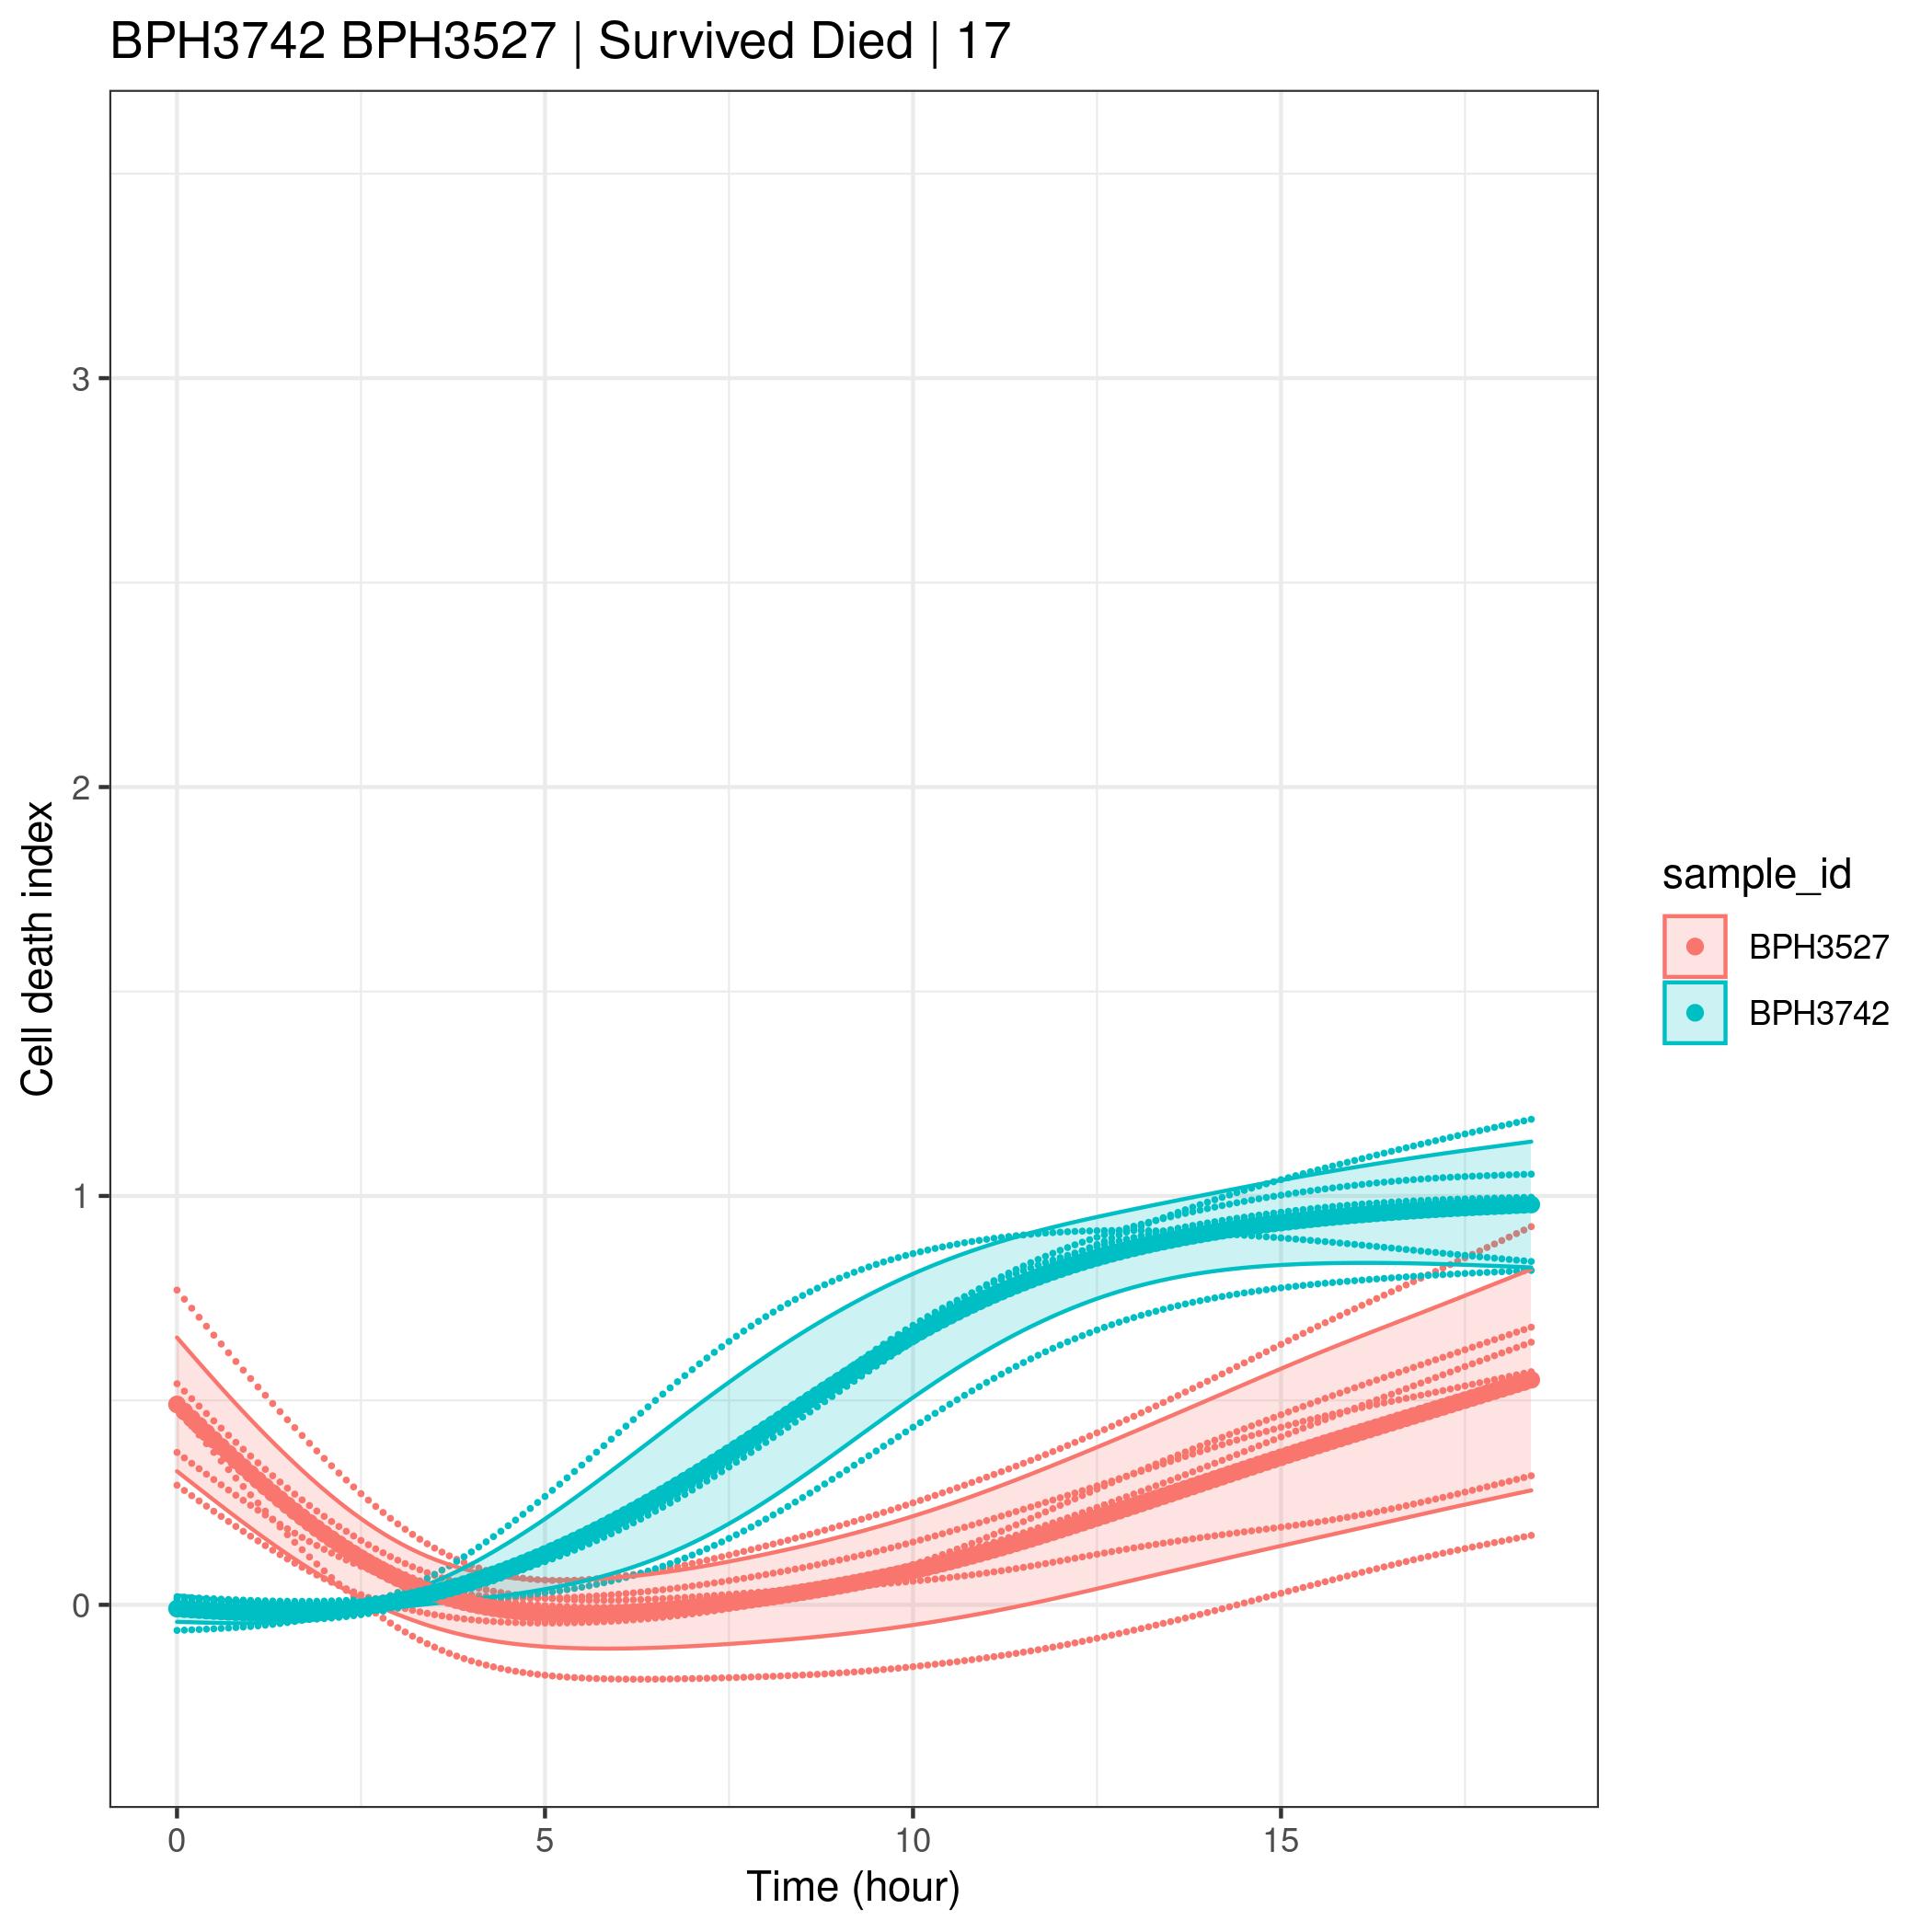 BPH3742 BPH3527 | Survived Died | 17
3
2
1
0
Cell death index
0 5 10 15
Time (hour)
sample_id
BPH3527
BPH3742